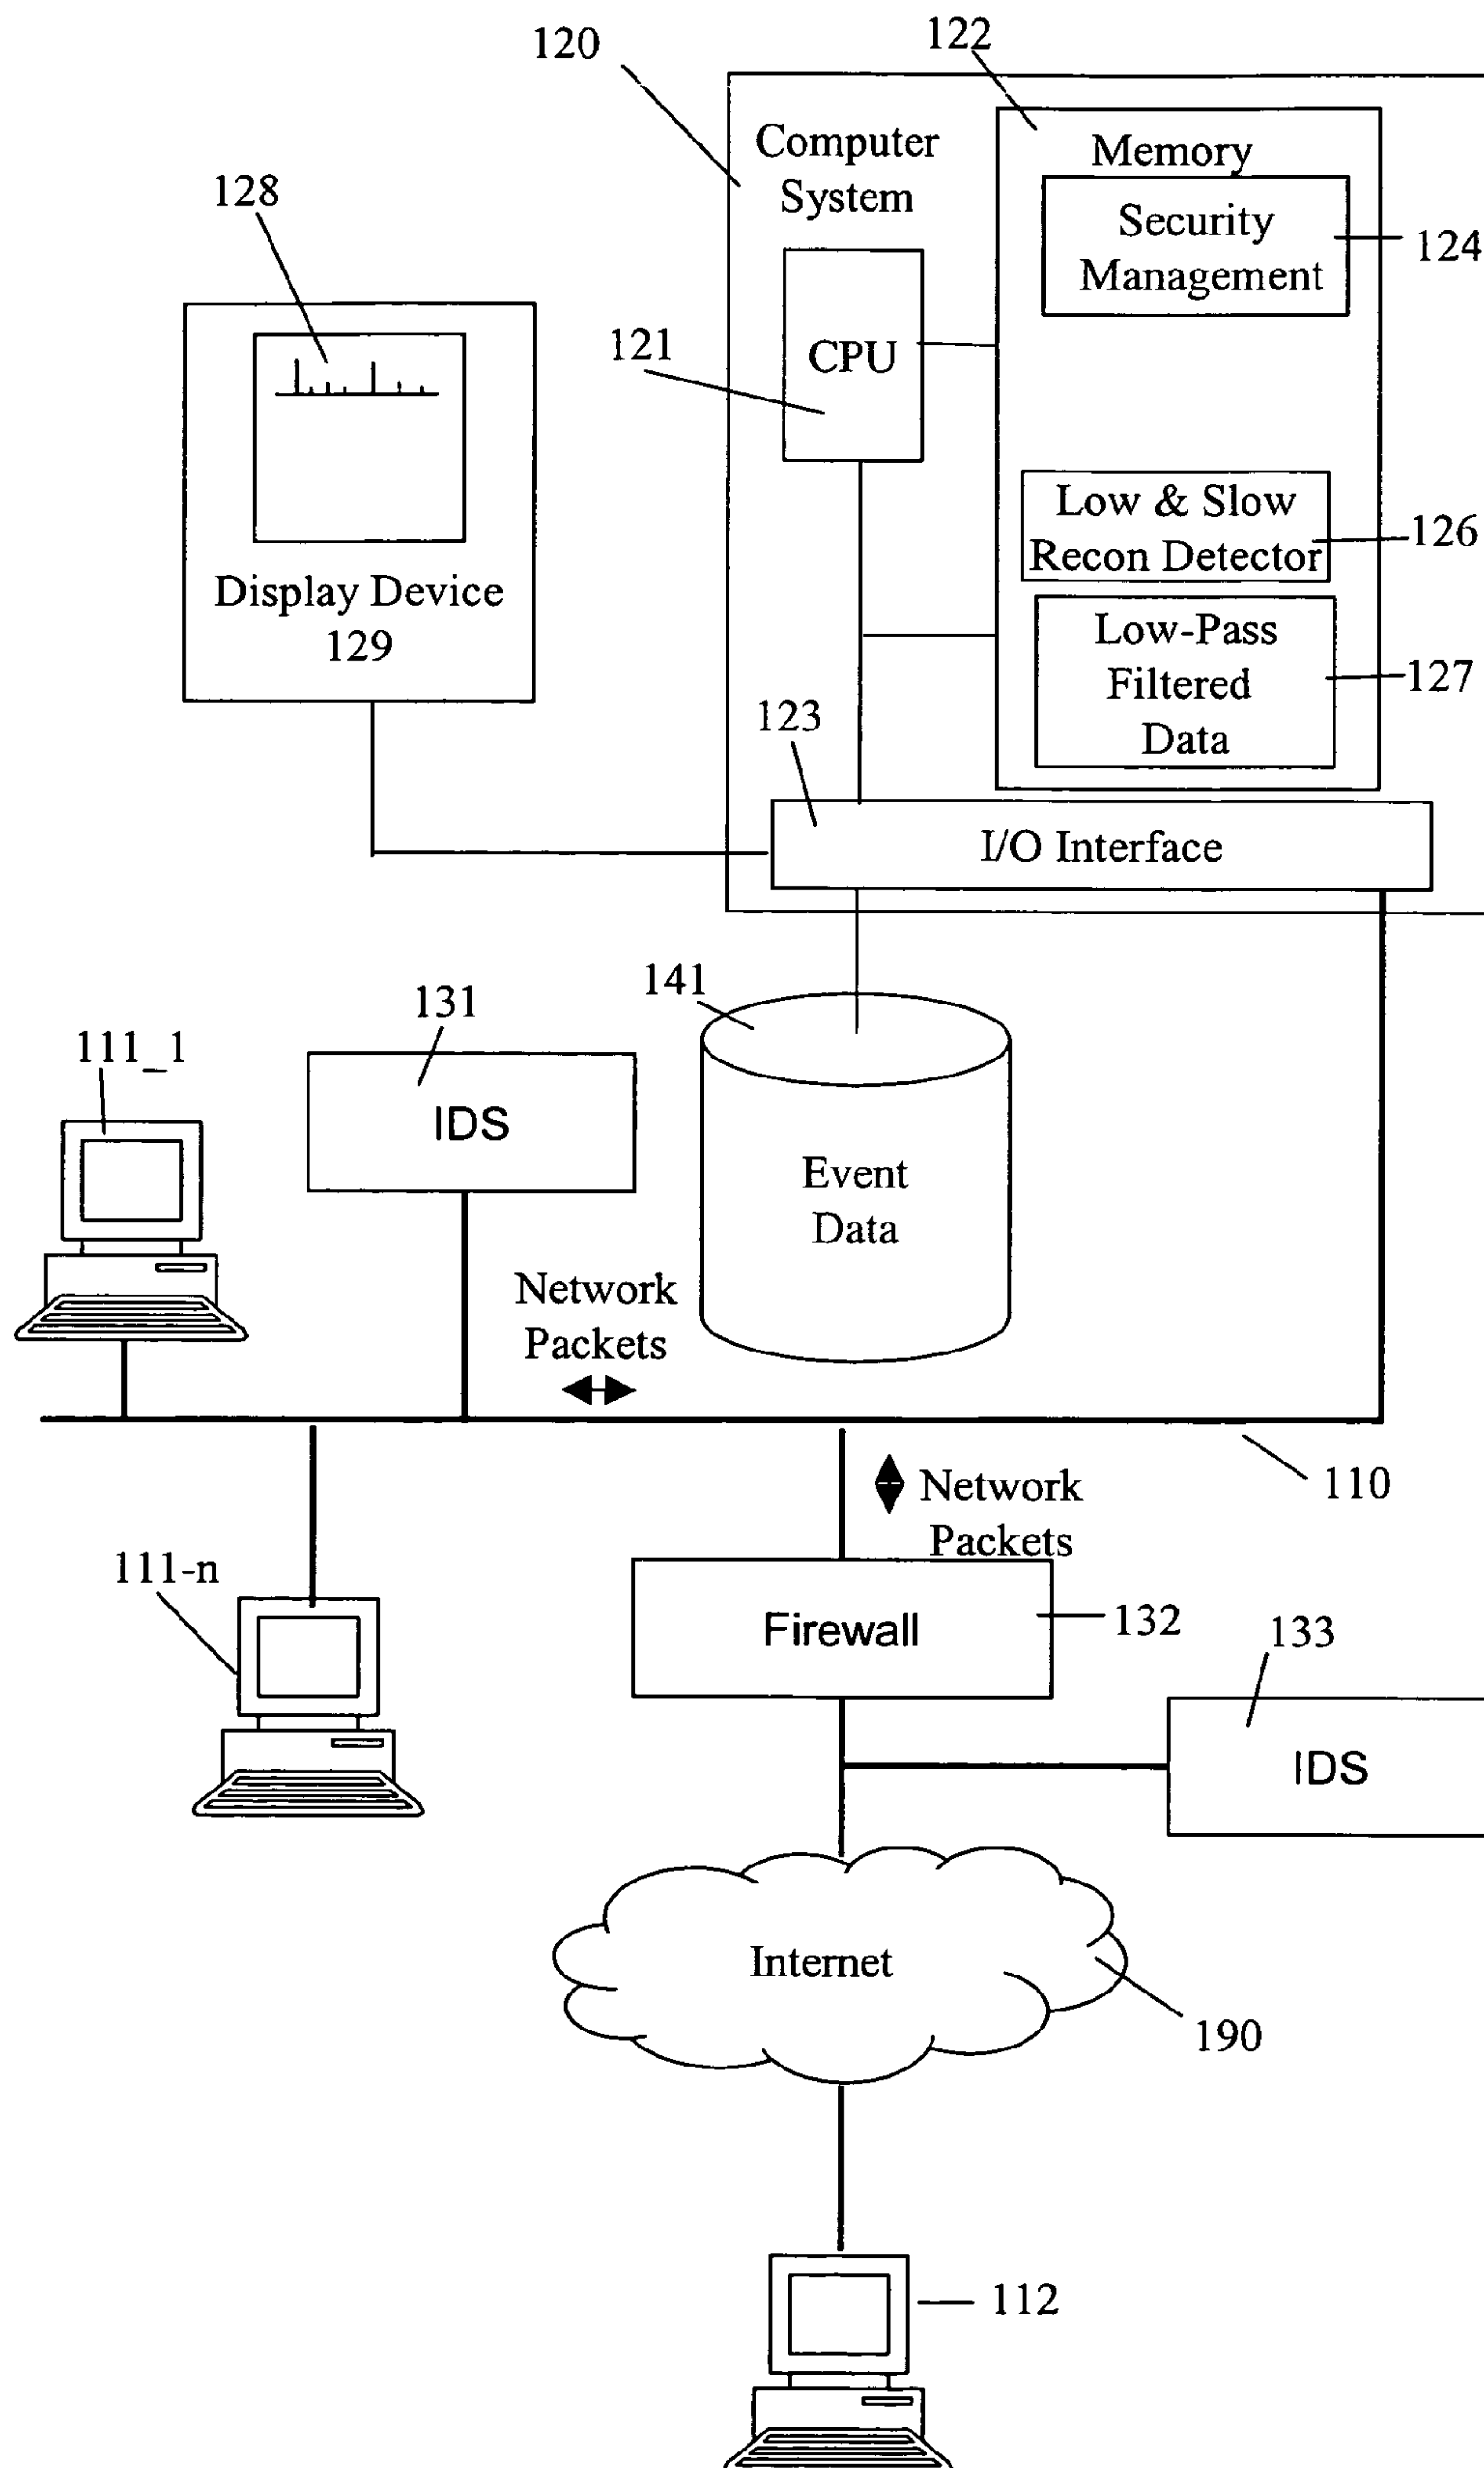 120
122
Computer
System
Memory
Security
Management
124
128
121
CPU
Low & Slow
Recon Detector
126
Display Device
129
Low-Pass
Filtered
Data
127
123
I/O Interface
141
131
111_1
IDS
Event
Data
Network
Packets
110
Network
Packets
111-n
Firewall
132
133
IDS
Internet
190
112